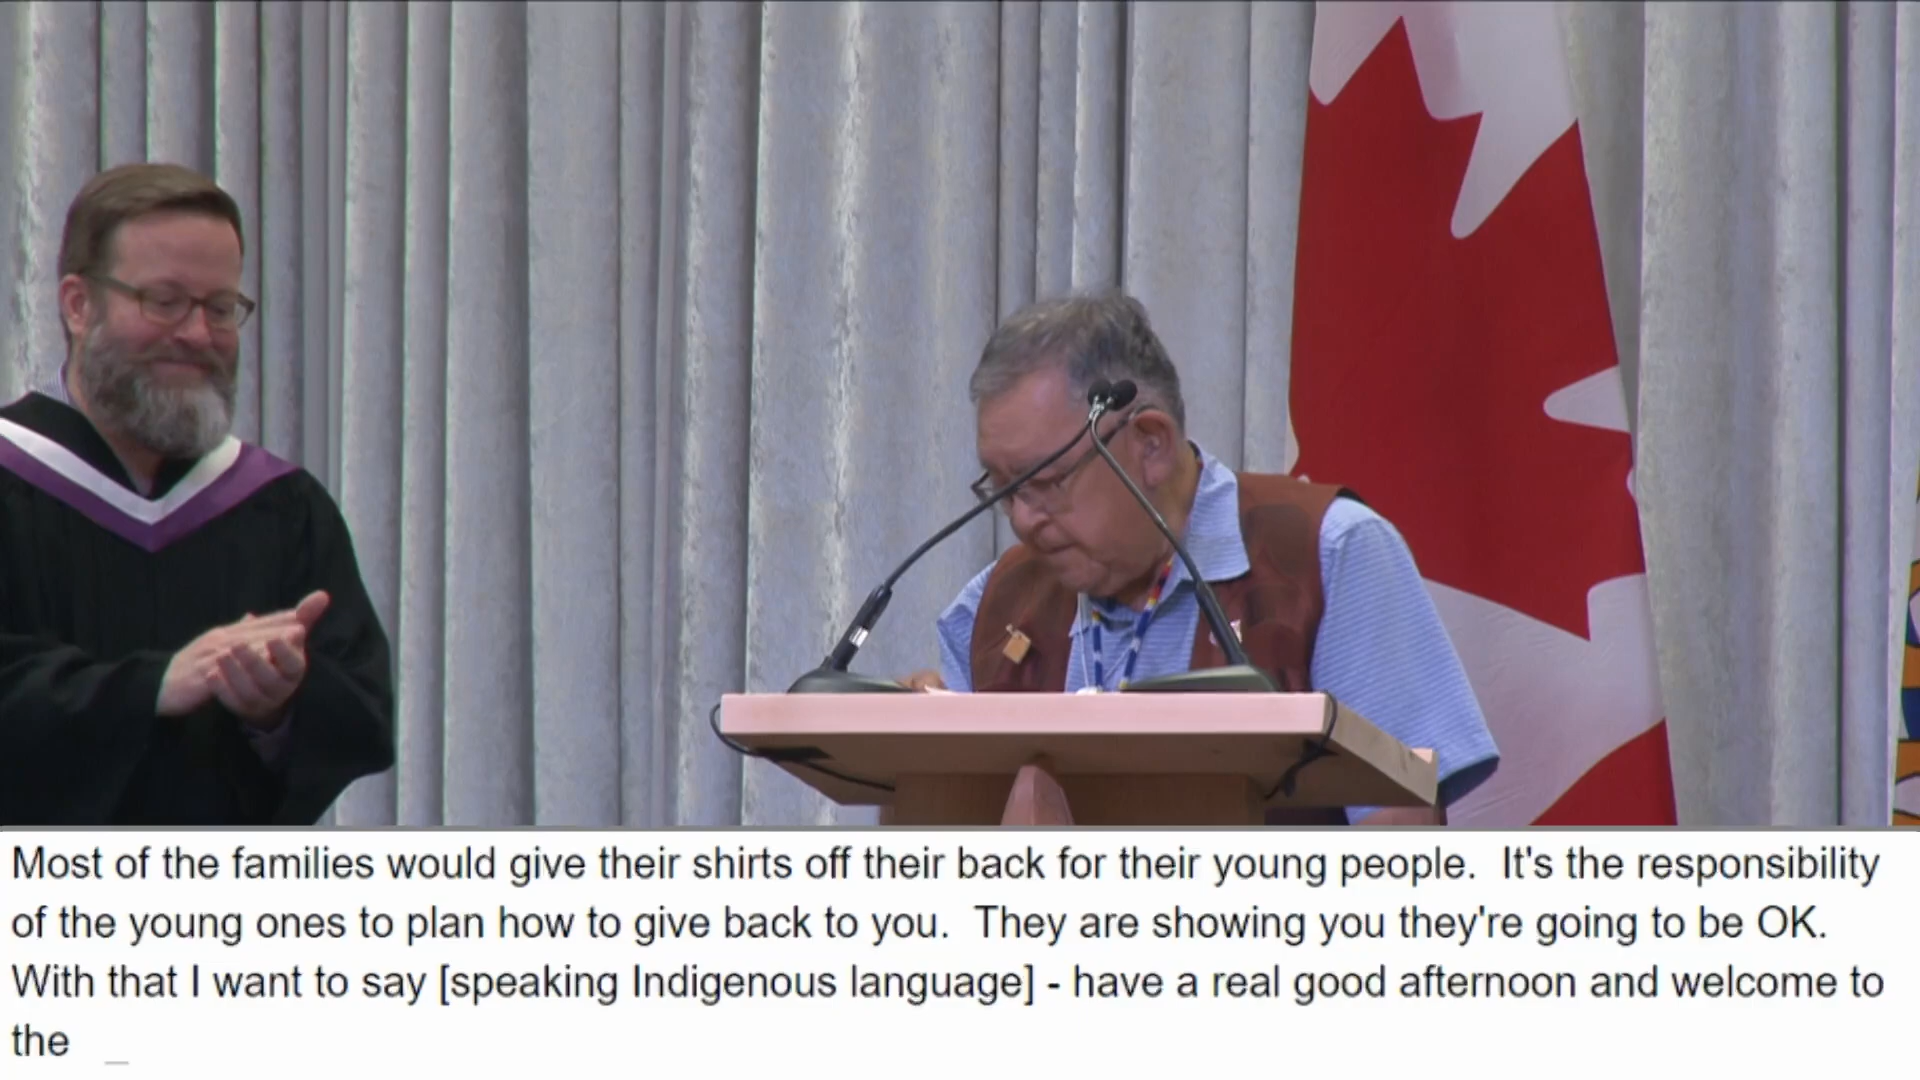 Most of the families would give their shirts off their back for their young people.  It's the responsibility
of the young ones to plan how to give back to you.  They are showing you they're going to be OK.
With that I want to say [speaking Indigenous language] - have a real good afternoon and welcome to
the _